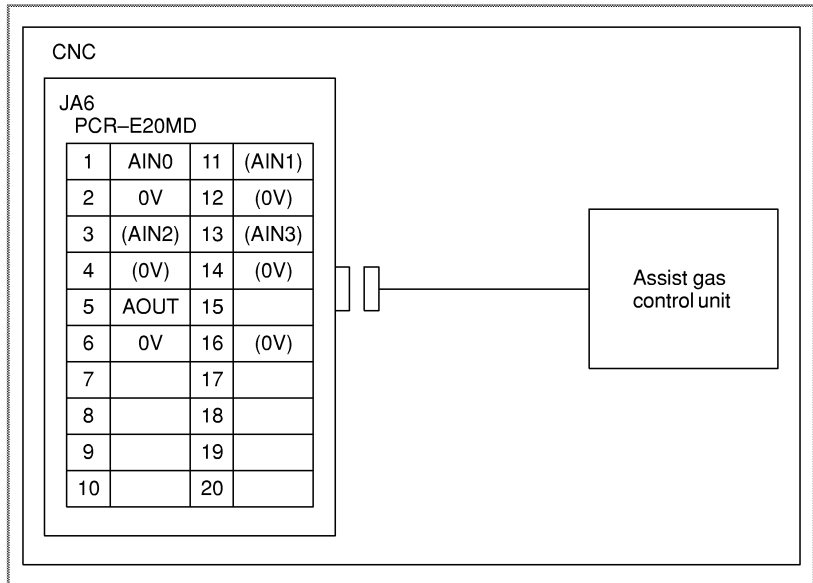 CNC
JA6
PCR–E20MD
1 AIN0 11 (AIN1)
2 0V 12 (0V)
3 (AIN2) 13 (AIN3)
4 (0V) 14 (0V)
5 AOUT 15
6 0V 16 (0V)
7 17
8 18
9 19
10 20
Assist gas
control unit